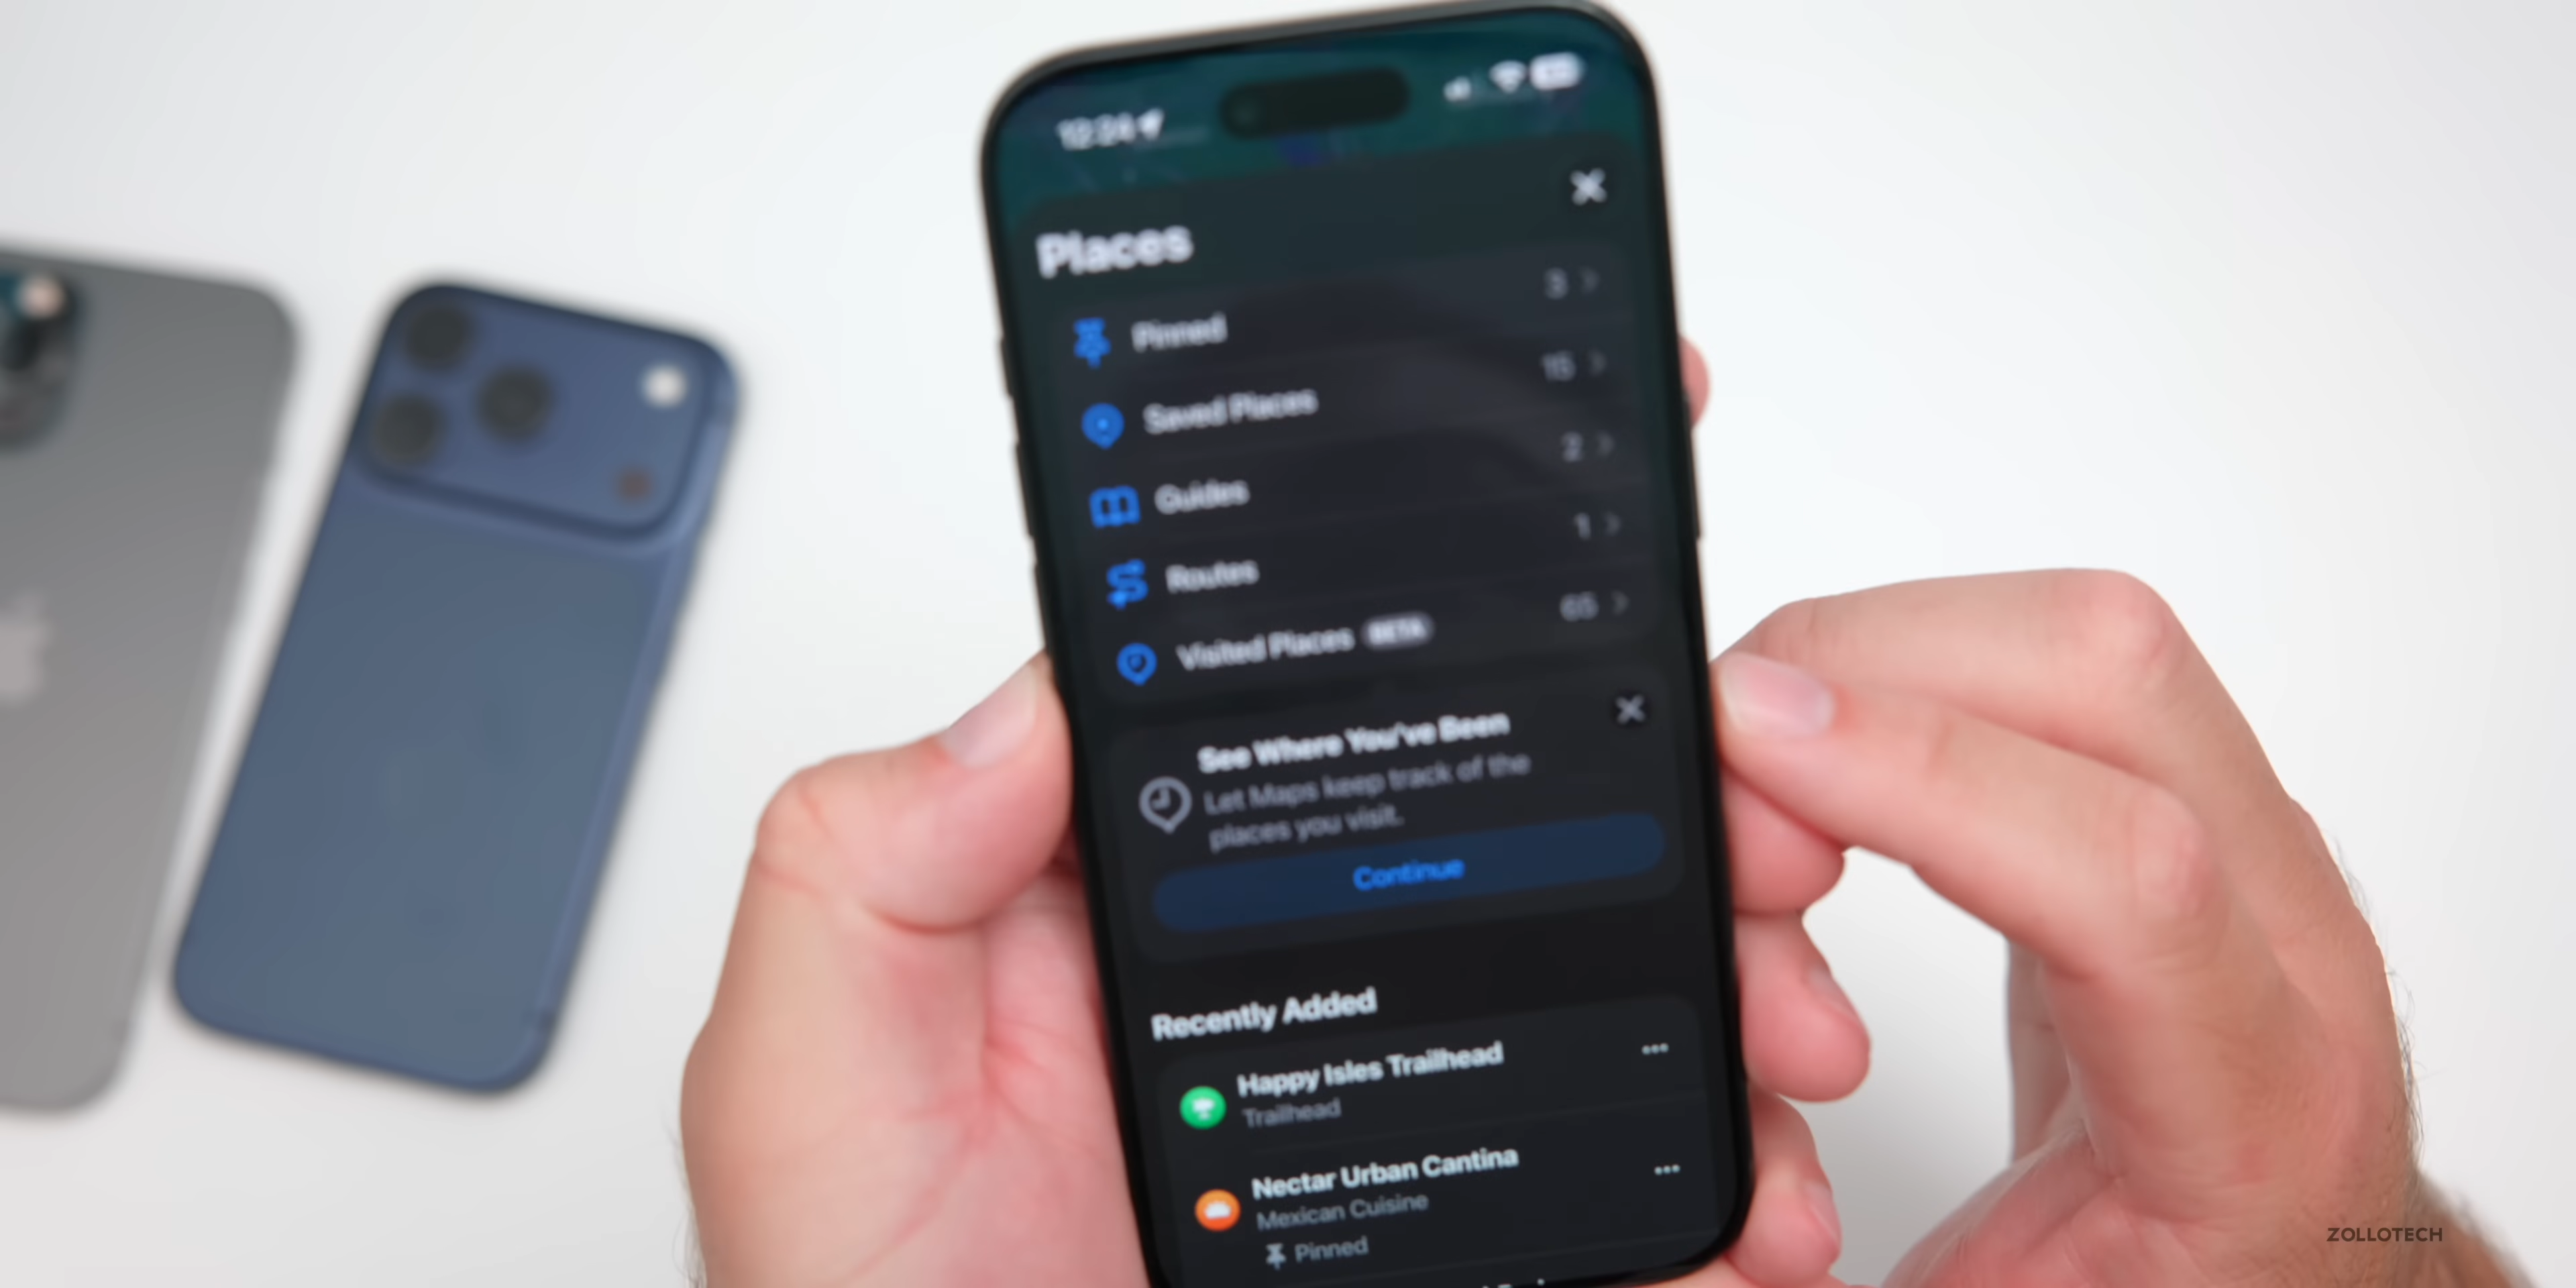 12:24
Places
Pinned 3
Saved Places 15
Guides 2
Routes 1
Visited Places BETA 65
See Where You've Been
Let Maps keep track of the
places you visit.
Continue
Recently Added
Happy Isles Trailhead
Trailhead
Nectar Urban Cantina
Mexican Cuisine
Pinned
ZOLLOTECH